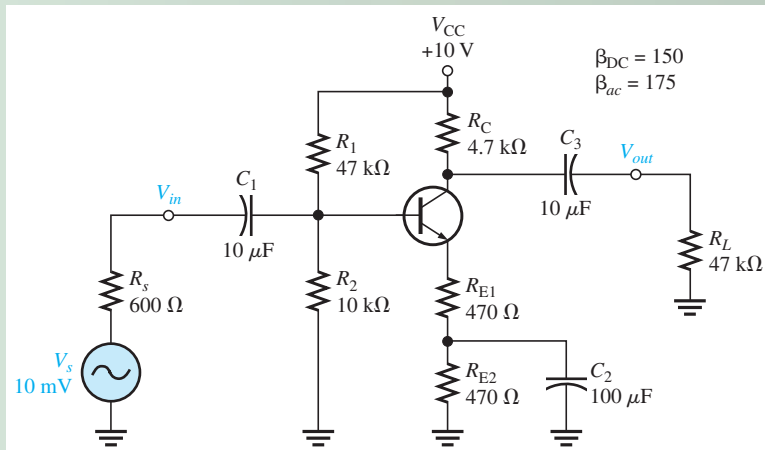 V_CC
+10 V
β_DC = 150
β_ac = 175
R_C
4.7 kΩ
R_1
47 kΩ
C_3
10 μF
V_out
V_in
C_1
10 μF
R_L
47 kΩ
R_s
600 Ω
R_2
10 kΩ
R_E1
470 Ω
V_s
10 mV
R_E2
470 Ω
C_2
100 μF